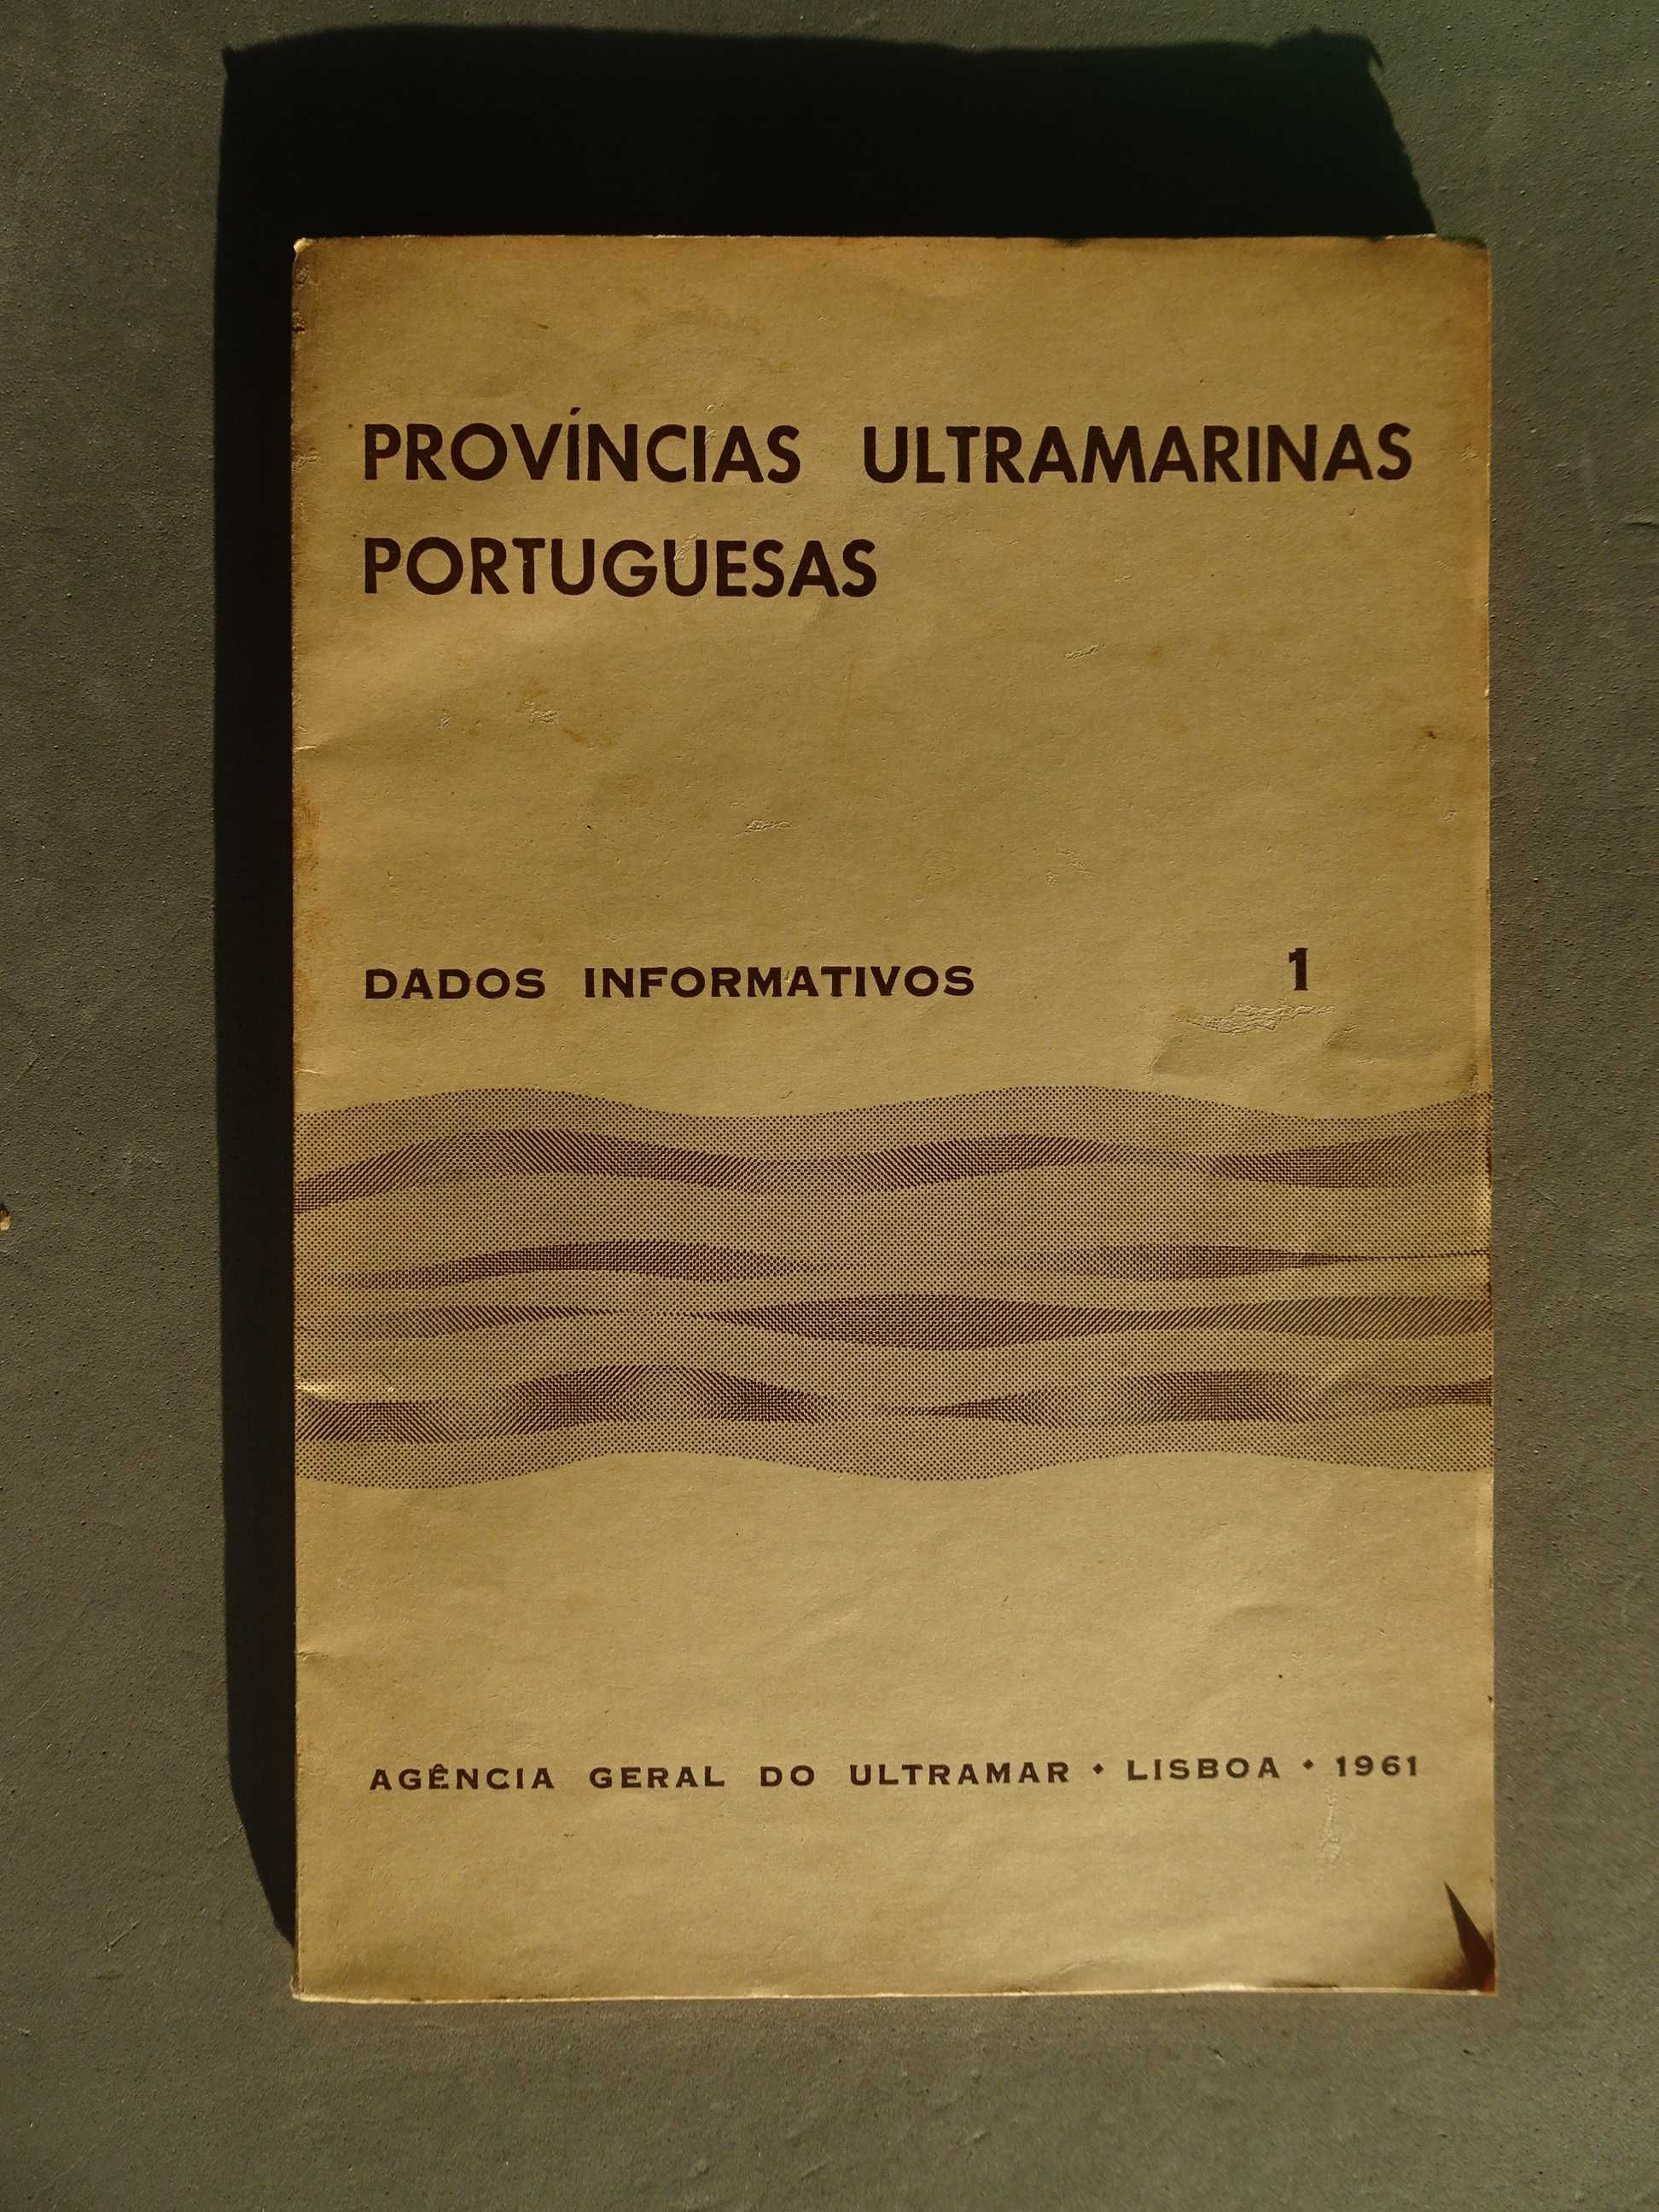 PROVÍNCIAS ULTRAMARINAS
PORTUGUESAS
DADOS INFORMATIVOS 1
AGÊNCIA GERAL DO ULTRAMAR • LISBOA • 1961